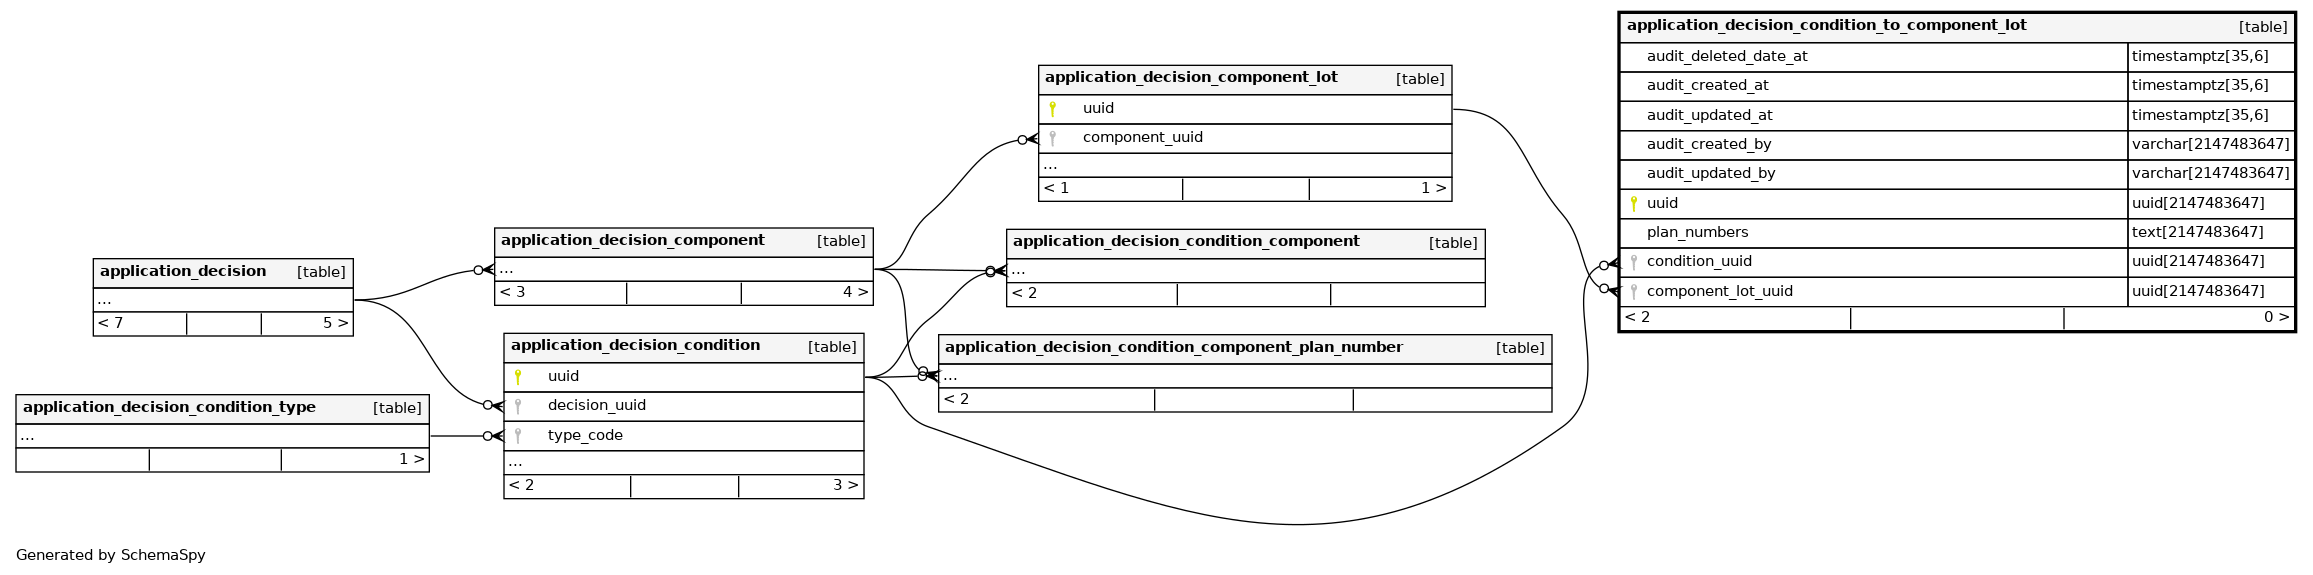 application_decision_condition_to_component_lot [table]
audit_deleted_date_at timestamptz[35,6]
audit_created_at timestamptz[35,6]
audit_updated_at timestamptz[35,6]
audit_created_by varchar[2147483647]
audit_updated_by varchar[2147483647]
uuid uuid[2147483647]
plan_numbers text[2147483647]
condition_uuid uuid[2147483647]
component_lot_uuid uuid[2147483647]
< 2 0 >
application_decision_component_lot [table]
uuid
component_uuid
...
< 1 1 >
application_decision_component [table]
...
< 3 4 >
application_decision_condition_component [table]
...
< 2
application_decision [table]
...
< 7 5 >
application_decision_condition [table]
uuid
decision_uuid
type_code
...
< 2 3 >
application_decision_condition_component_plan_number [table]
...
< 2
application_decision_condition_type [table]
...
1 >
Generated by SchemaSpy